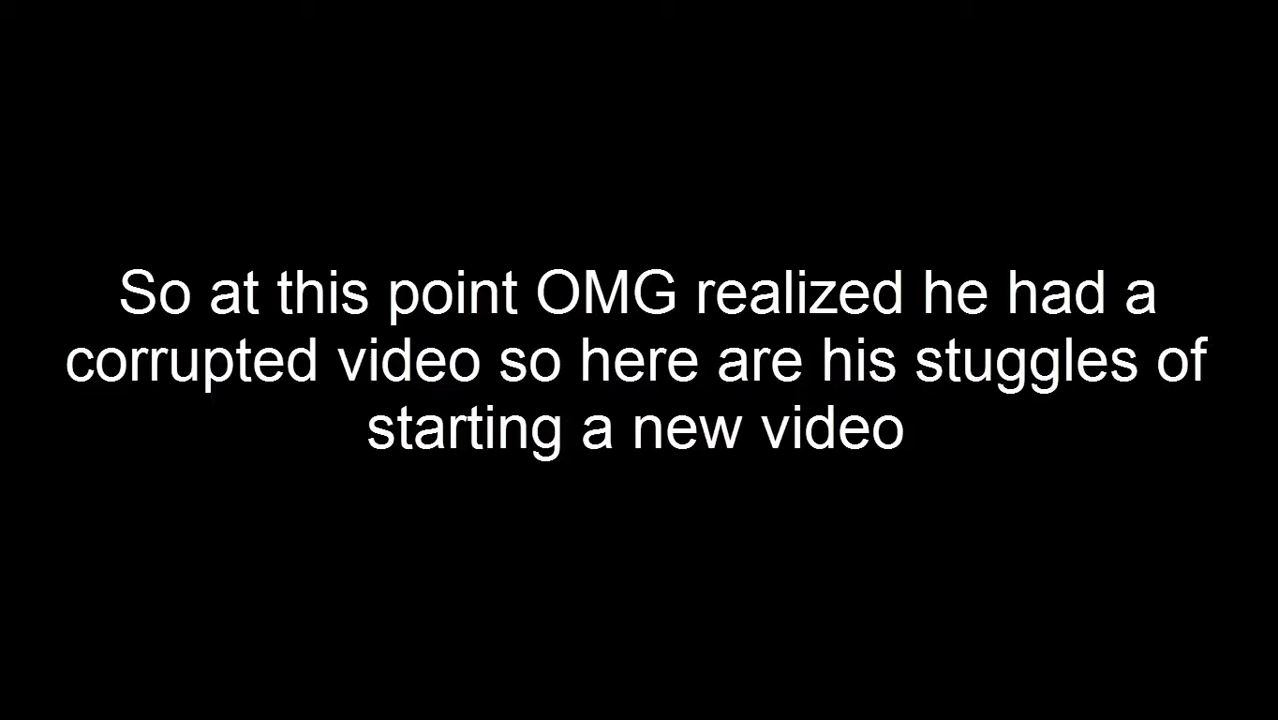 So at this point OMG realized he had a
corrupted video so here are his stuggles of
starting a new video